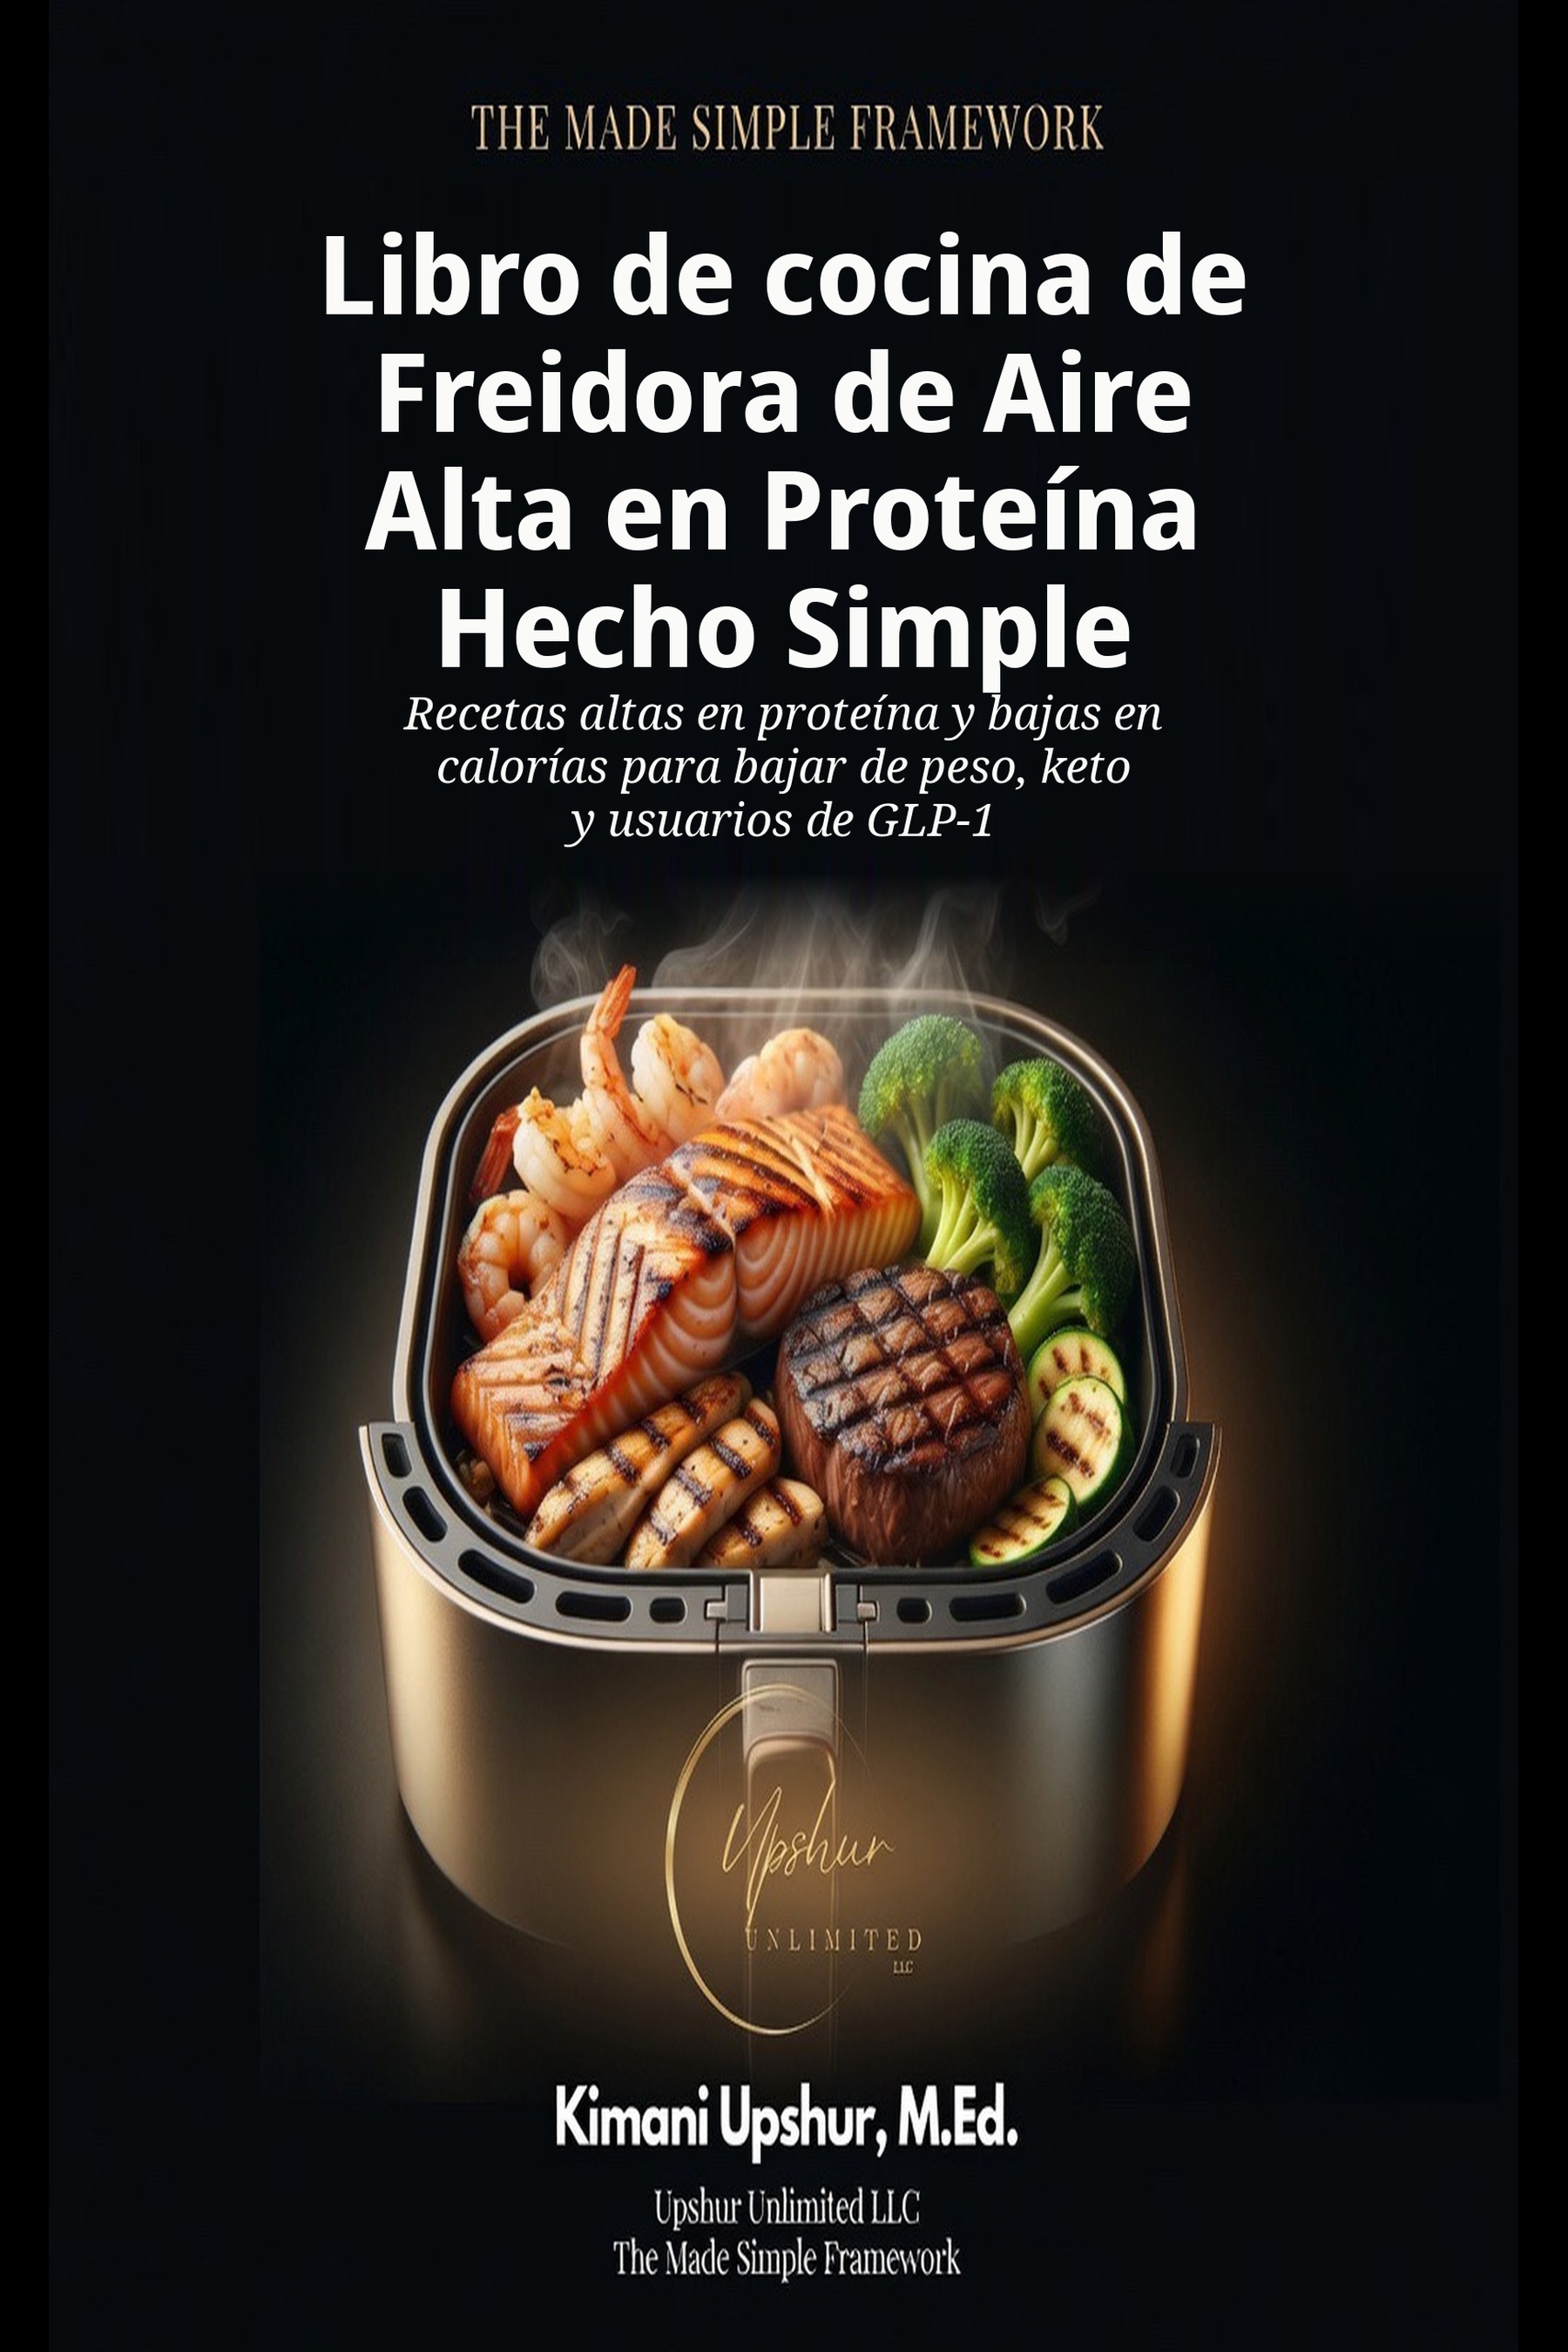 THE MADE SIMPLE FRAMEWORK
Libro de cocina de
Freidora de Aire
Alta en Proteína
Hecho Simple
Recetas altas en proteína y bajas en
calorías para bajar de peso, keto
y usuarios de GLP-1
Upshur
UNLIMITED
LLC
Kimani Upshur, M.Ed.
Upshur Unlimited LLC
The Made Simple Framework